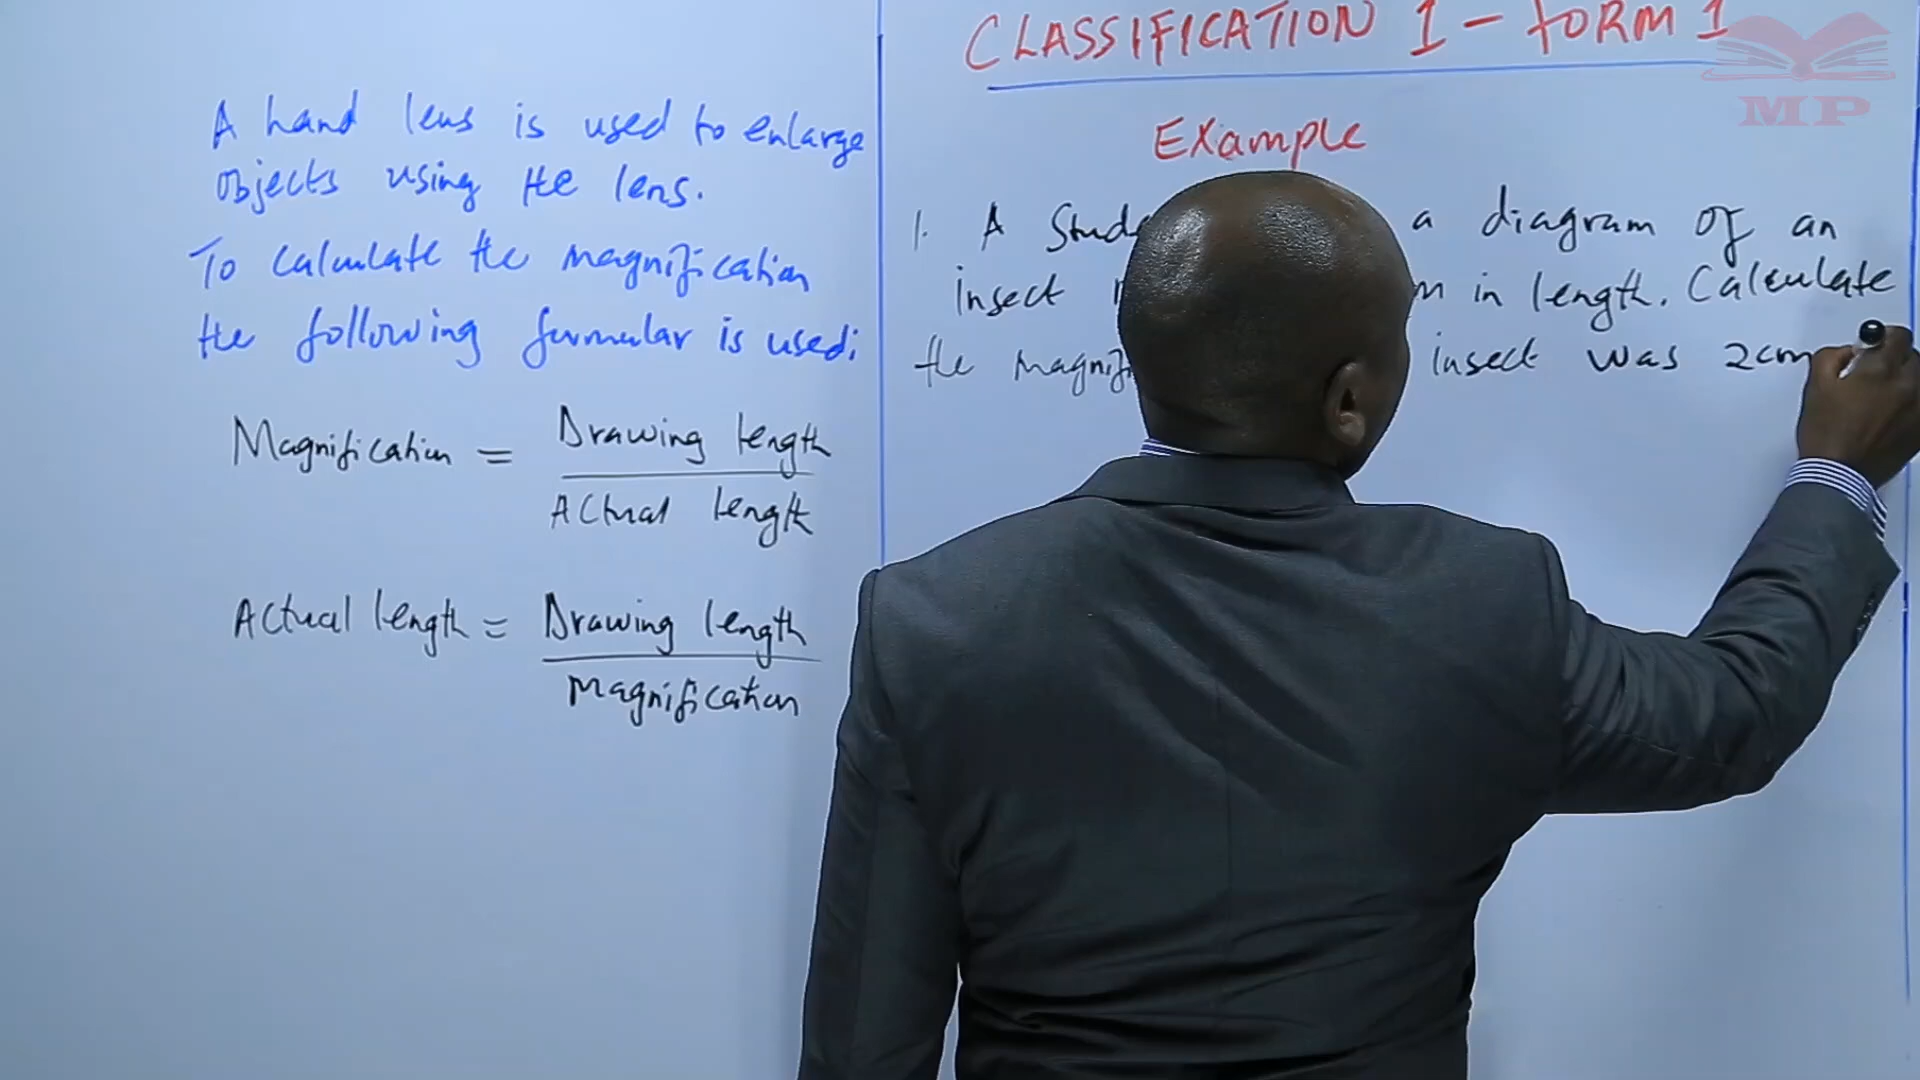 A hand lens is used to enlarge
objects using the lens.
To calculate the magnification
the following formular is used:
Magnification = Drawing length
Actual length
Actual length = Drawing length
Magnification
CLASSIFICATION 1 - FORM 1
MP
Example
1. A a diagram of an
insect in length. Calculate
the insect was 2cm